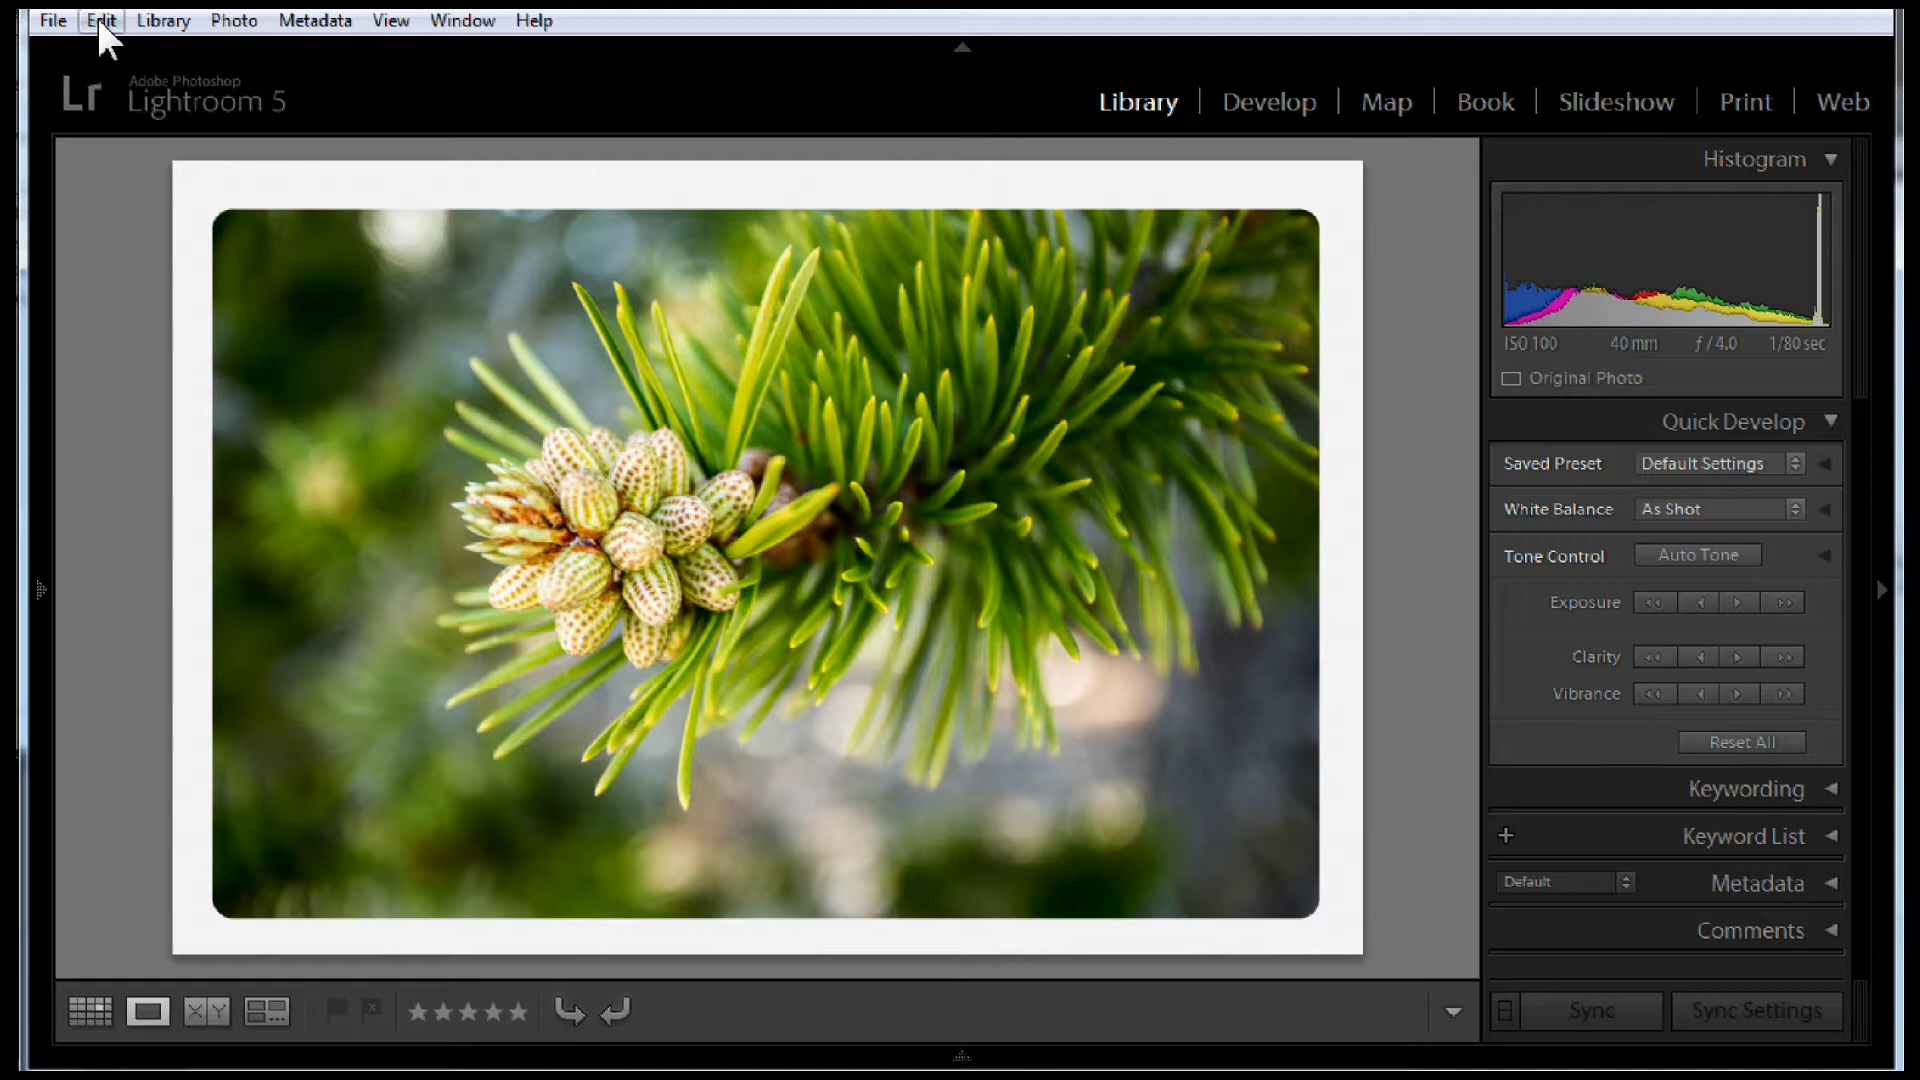 File Edit Library Photo Metadata View Window Help
Lr Adobe Photoshop
Lightroom 5
Library | Develop | Map | Book | Slideshow | Print | Web
Histogram
ISO 100 40 mm ƒ / 4.0 1/80 sec
Original Photo
Quick Develop
Saved Preset Default Settings
White Balance As Shot
Tone Control Auto Tone
Exposure
Clarity
Vibrance
Reset All
Keywording
Keyword List
Default Metadata
Comments
X Y Sync Sync Settings